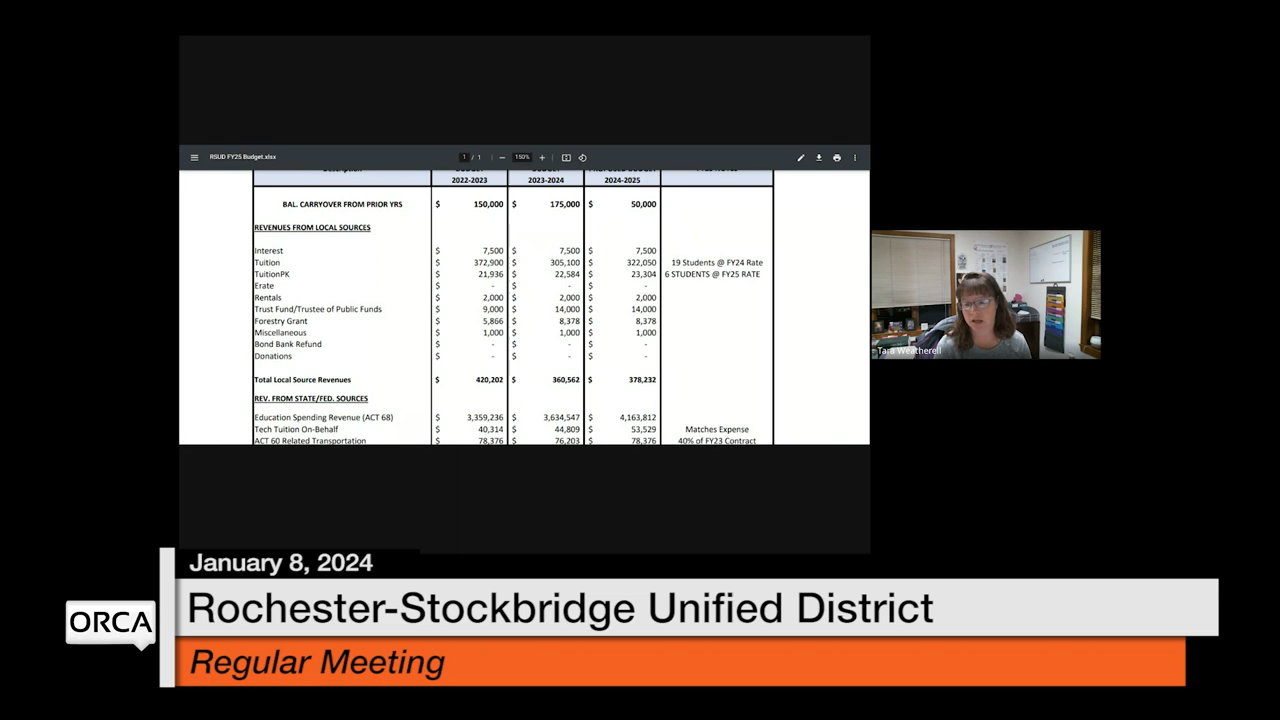 RSUD FY25 Budget.xlsx 1 / 1 150%
2022-2023 2023-2024 2024-2025
BAL. CARRYOVER FROM PRIOR YRS $ 150,000 $ 175,000 $ 50,000
REVENUES FROM LOCAL SOURCES
Interest $ 7,500 $ 7,500 $ 7,500
Tuition $ 372,900 $ 305,100 $ 322,050 19 Students @ FY24 Rate
TuitionPK $ 21,936 $ 22,584 $ 23,304 6 STUDENTS @ FY25 RATE
Erate $ - $ - $ -
Rentals $ 2,000 $ 2,000 $ 2,000
Trust Fund/Trustee of Public Funds $ 9,000 $ 14,000 $ 14,000
Forestry Grant $ 5,866 $ 8,378 $ 8,378
Miscellaneous $ 1,000 $ 1,000 $ 1,000
Bond Bank Refund $ - $ - $ -
Donations $ - $ - $ -
Total Local Source Revenues $ 420,202 $ 360,562 $ 378,232
REV. FROM STATE/FED. SOURCES
Education Spending Revenue (ACT 68) $ 3,359,236 $ 3,634,547 $ 4,163,812
Tech Tuition On-Behalf $ 40,314 $ 44,809 $ 53,529 Matches Expense
ACT 60 Related Transportation $ 78,376 $ 76,203 $ 78,376 40% of FY23 Contract
Tara Weatherell
January 8, 2024
ORCA
Rochester-Stockbridge Unified District
Regular Meeting